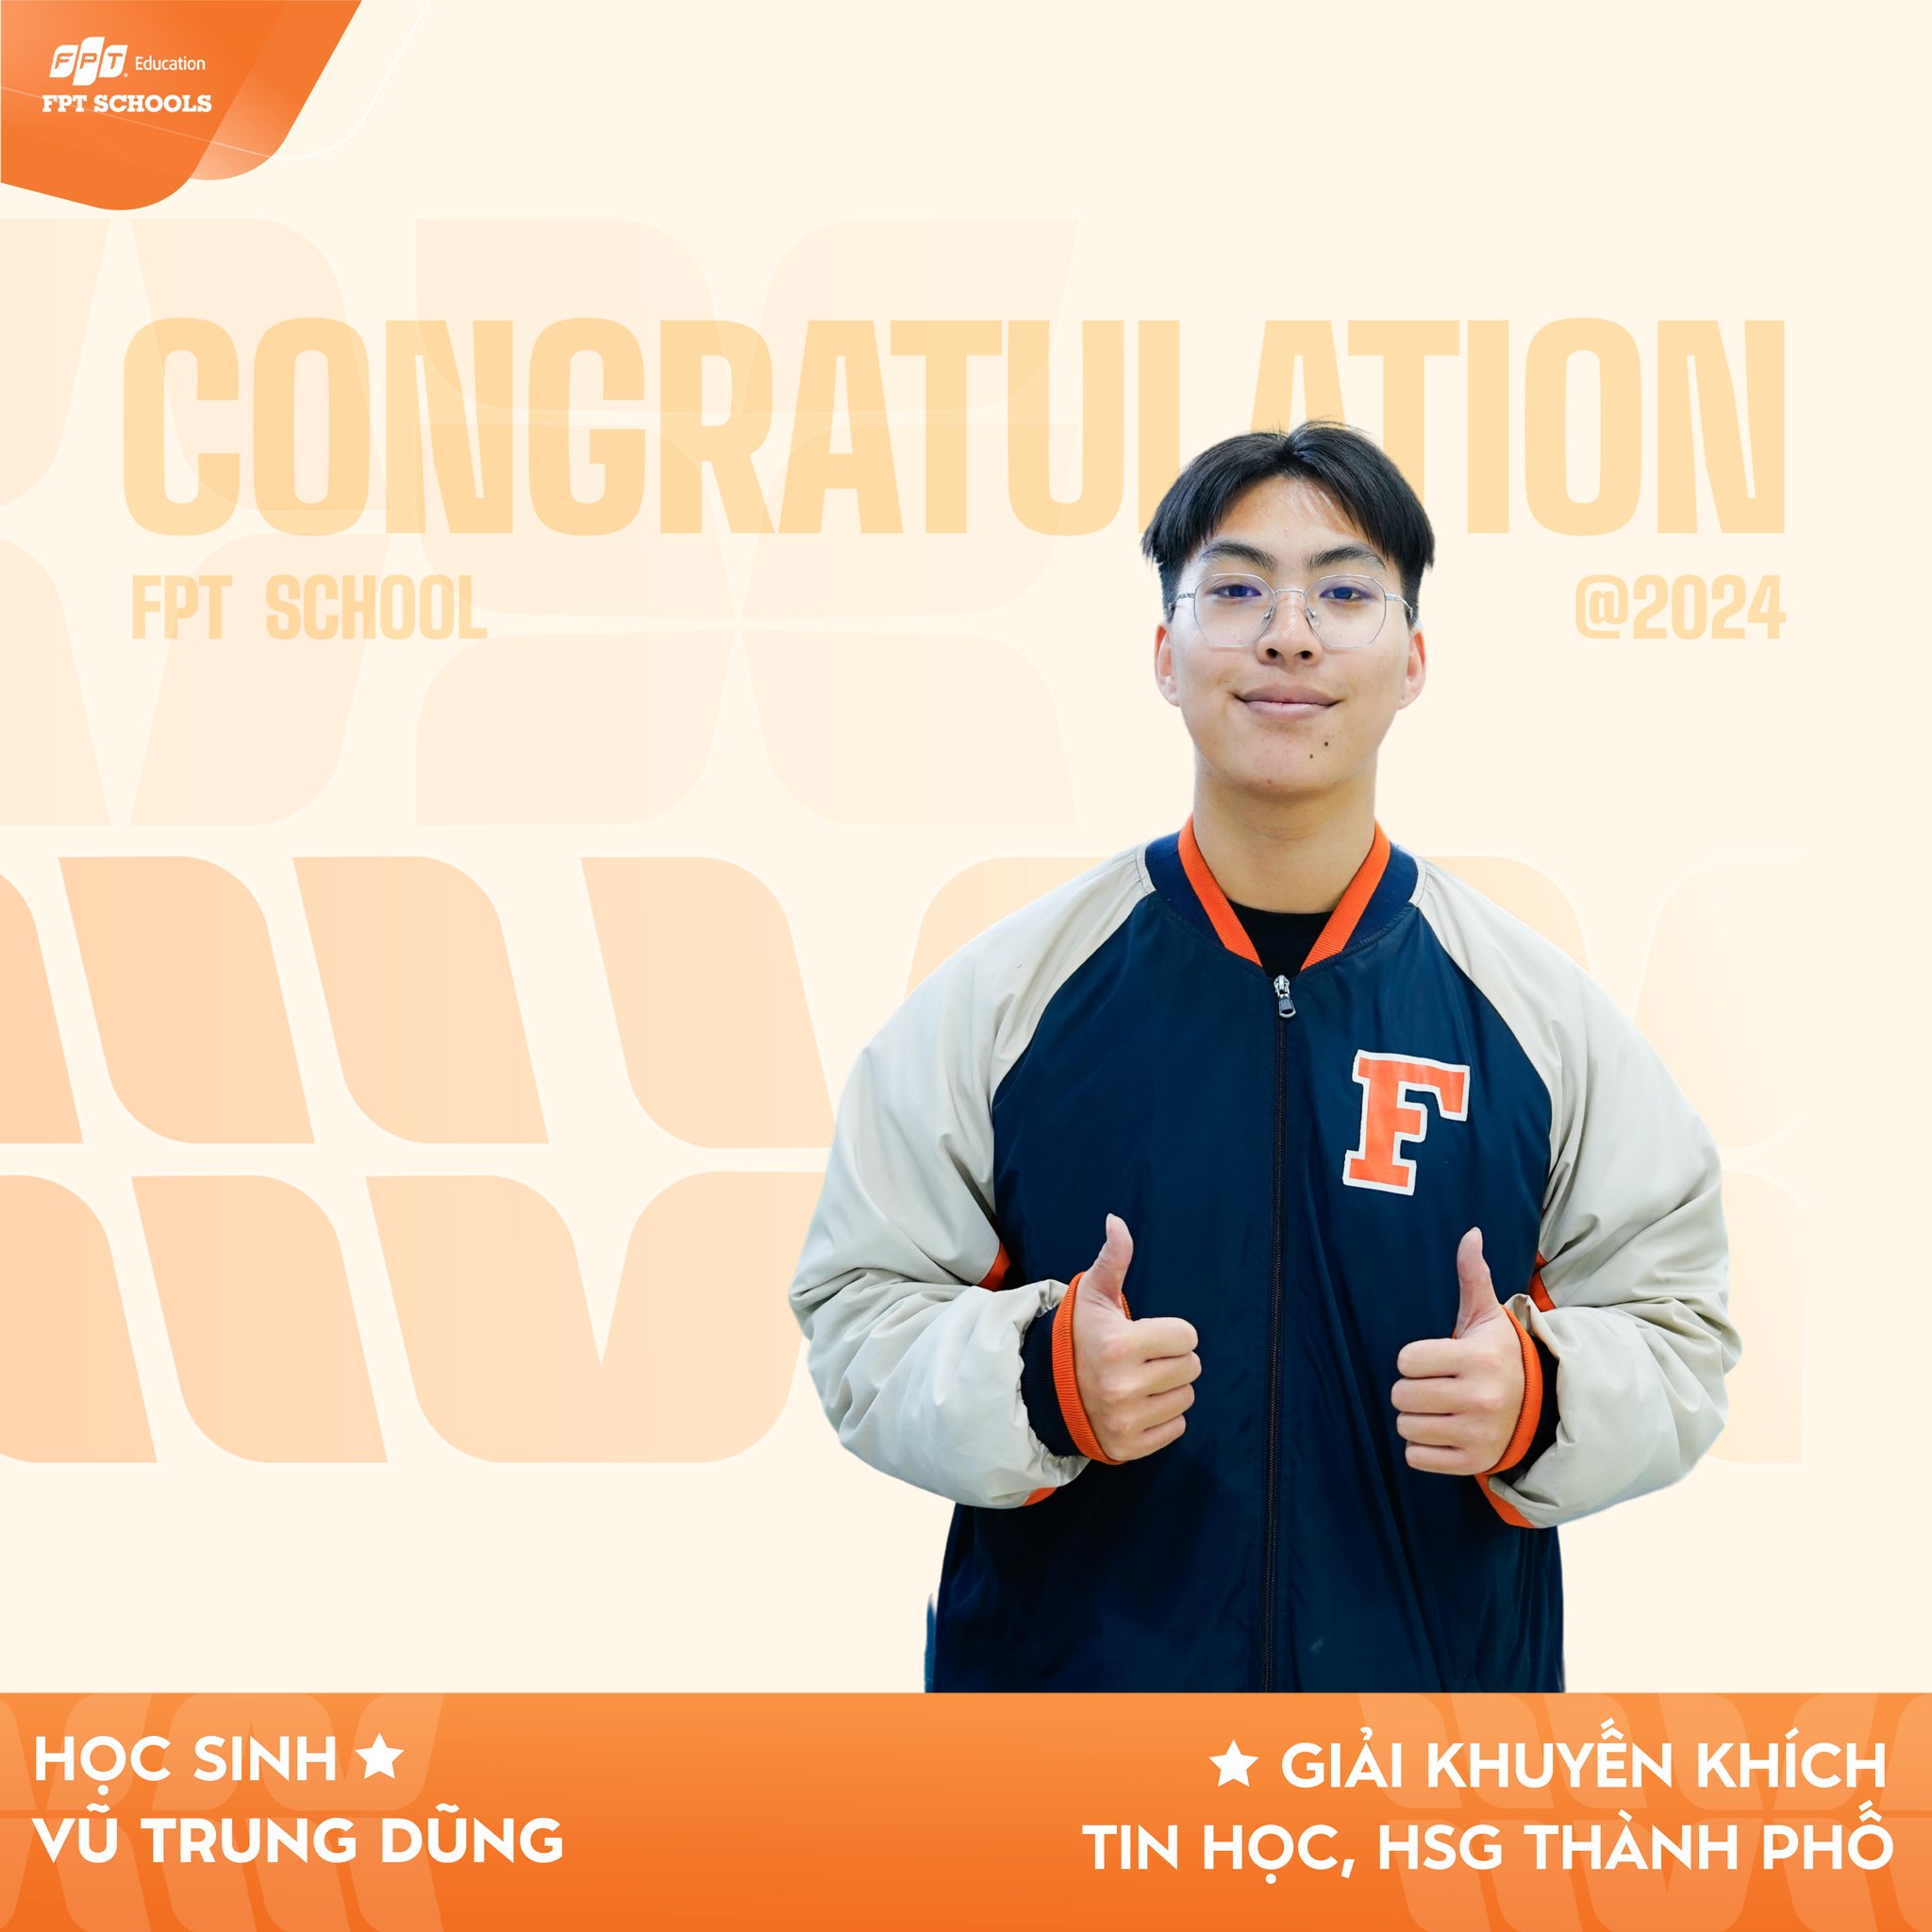 FPT Education
FPT SCHOOLS
CONGRATULATION
FPT SCHOOL
@2024
F
HỌC SINH
VŨ TRUNG DŨNG
GIẢI KHUYẾN KHÍCH
TIN HỌC, HSG THÀNH PHỐ